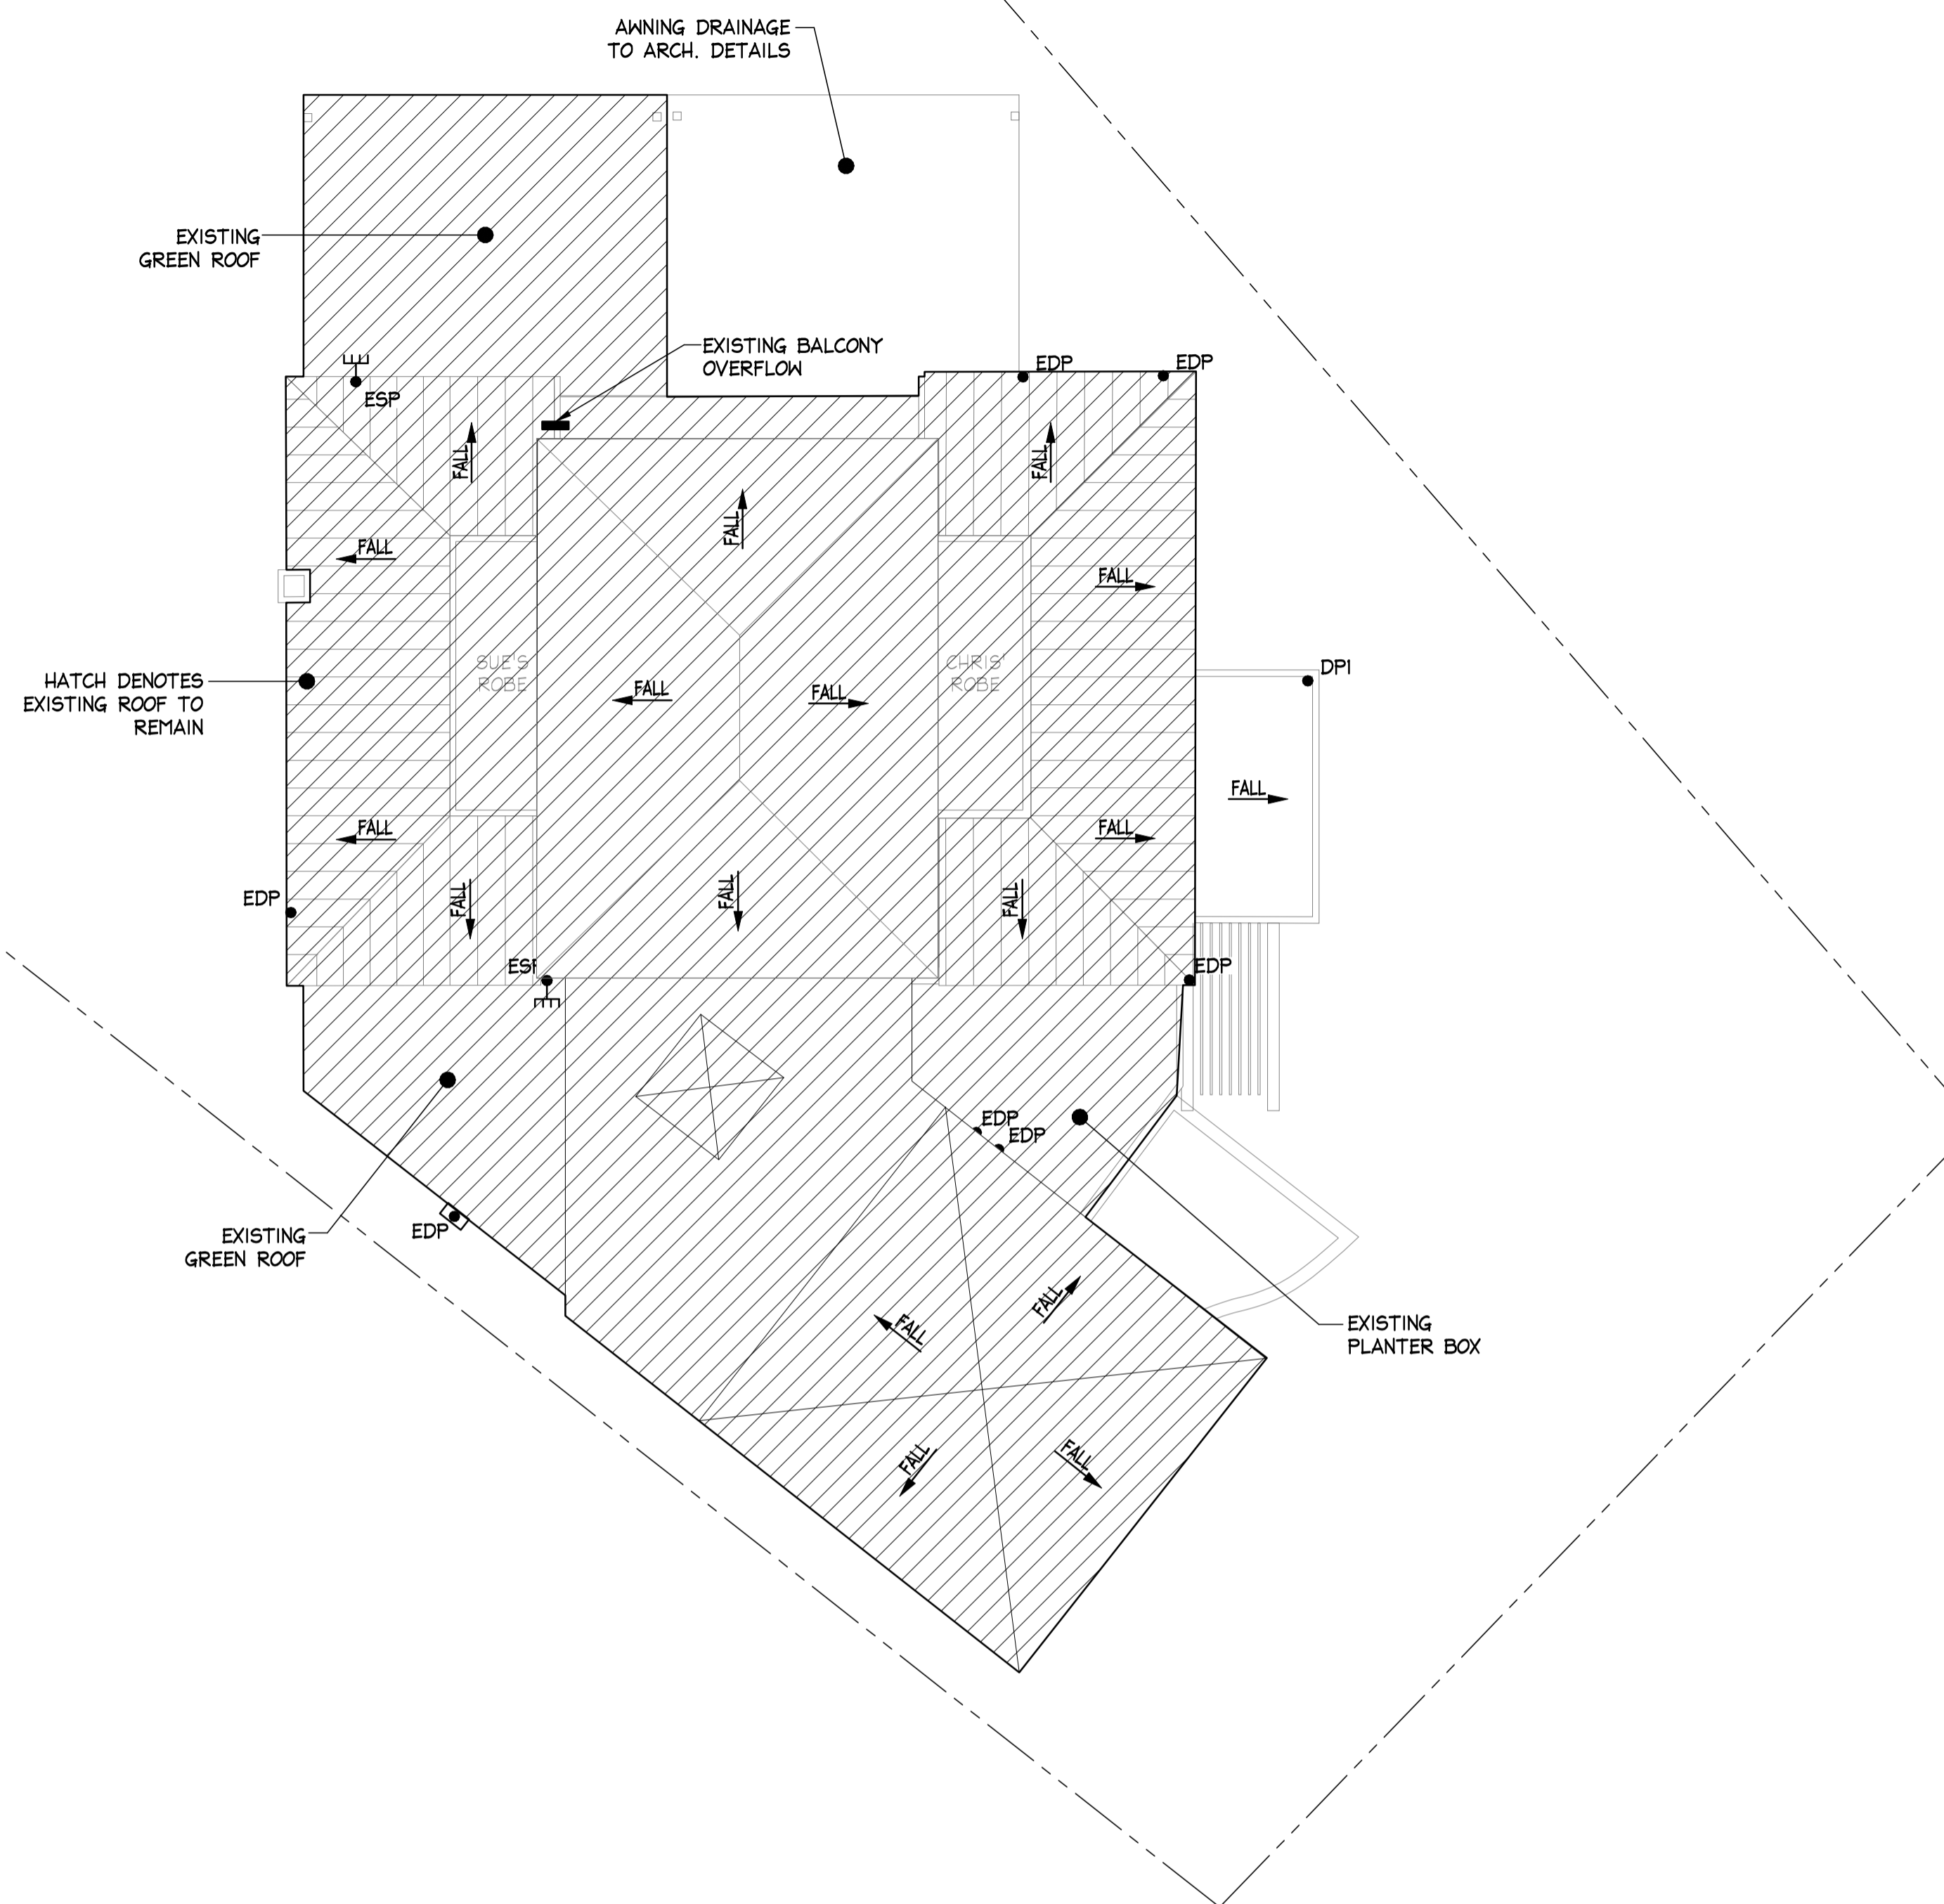 AWNING DRAINAGE
TO ARCH. DETAILS
EXISTING
GREEN ROOF
EXISTING BALCONY
OVERFLOW
EDP
EDP
ESP
FALL
FALL
FALL
FALL
FALL
SUE'S
ROBE
CHRIS'
ROBE
HATCH DENOTES
EXISTING ROOF TO
REMAIN
FALL
FALL
DP1
FALL
FALL
FALL
EDP
FALL
FALL
FALL
ESP
EDP
EDP
EDP
EDP
EXISTING
GREEN ROOF
FALL
FALL
EXISTING
PLANTER BOX
FALL
FALL